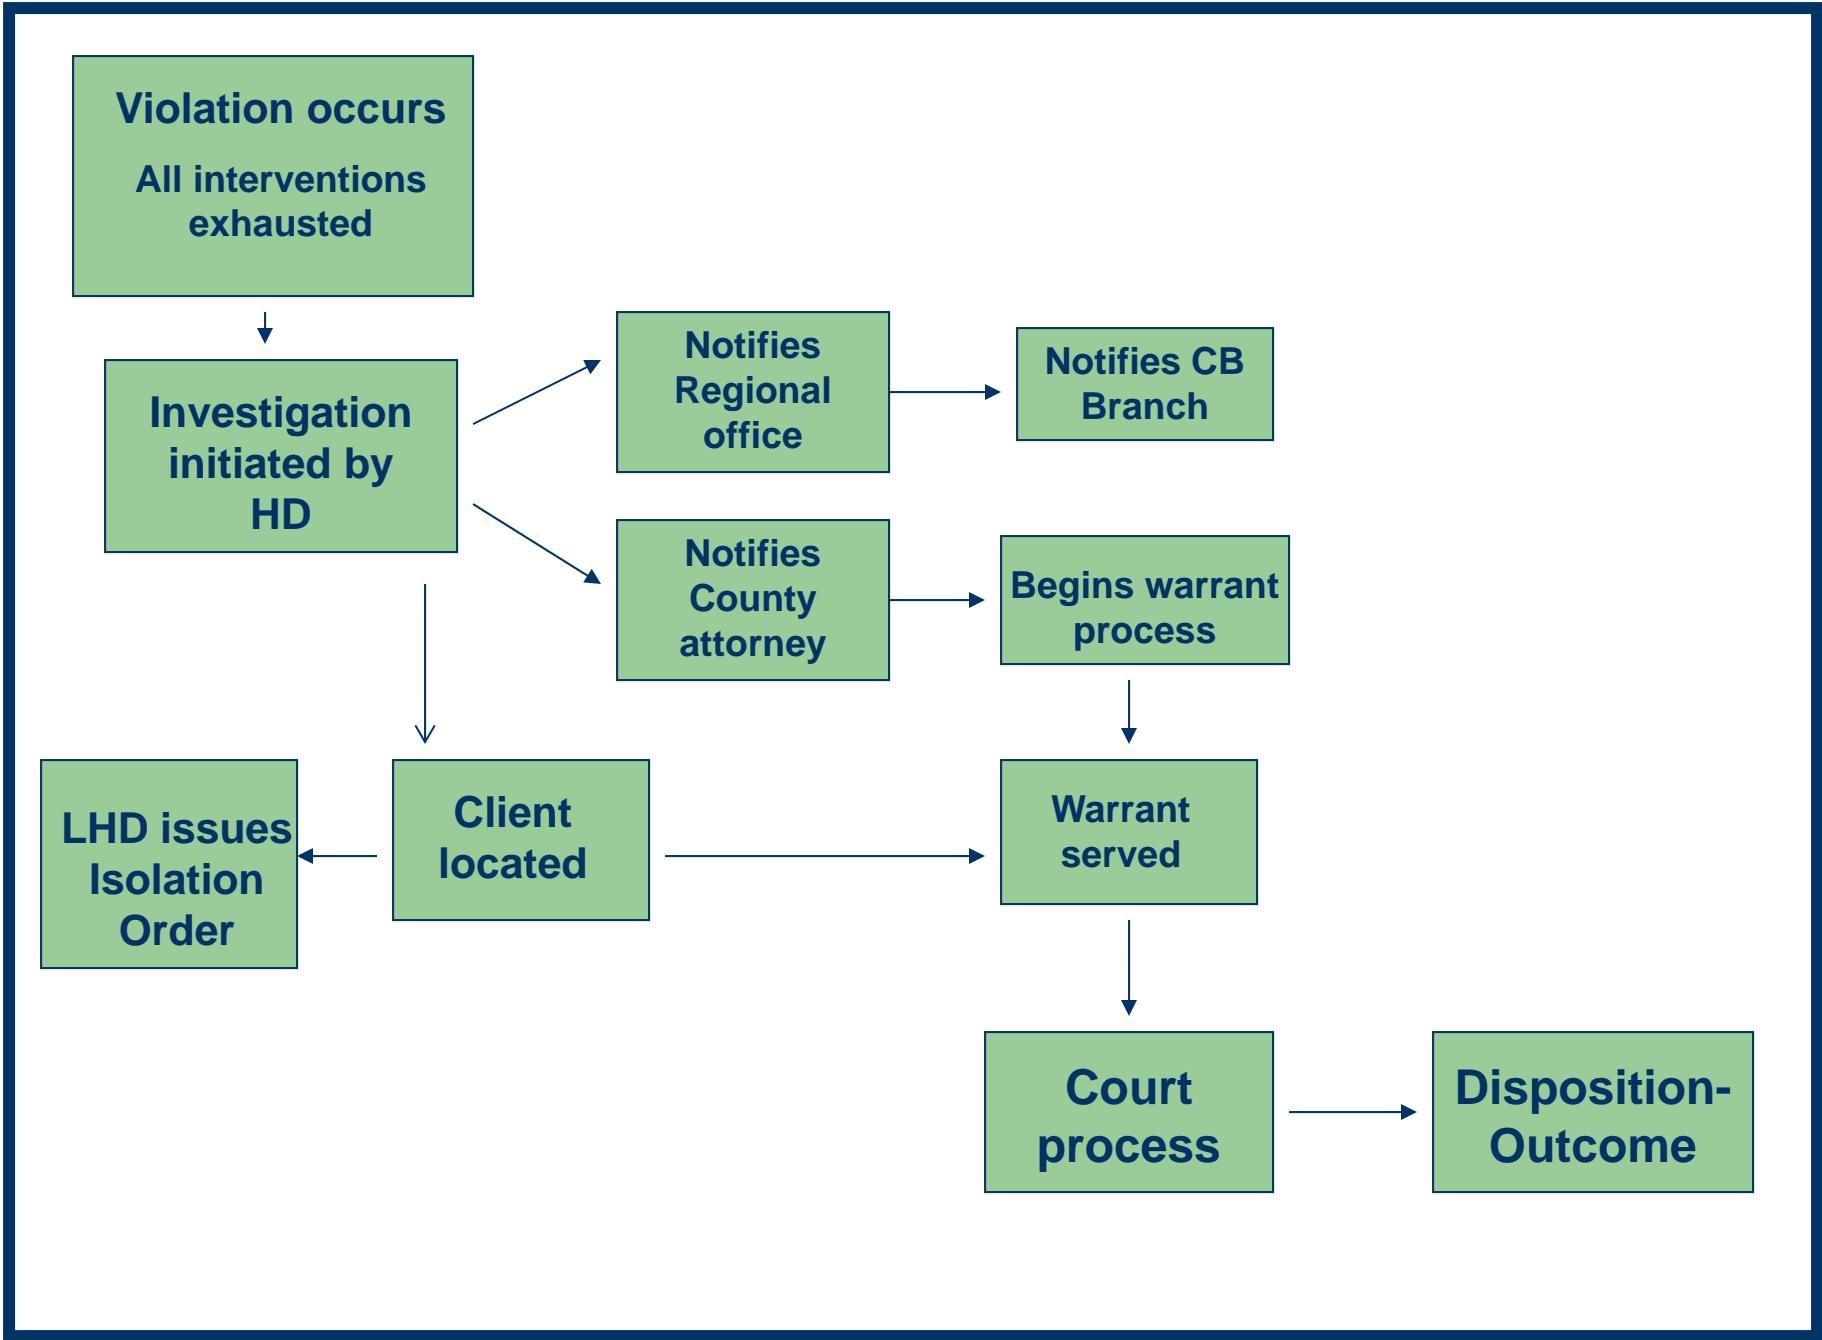 Violation occurs
All interventions
exhausted
Investigation
initiated by
HD
Notifies
Regional
office
Notifies CB
Branch
Notifies
County
attorney
Begins warrant
process
LHD issues
Isolation
Order
Client
located
Warrant
served
Court
process
Disposition-
Outcome